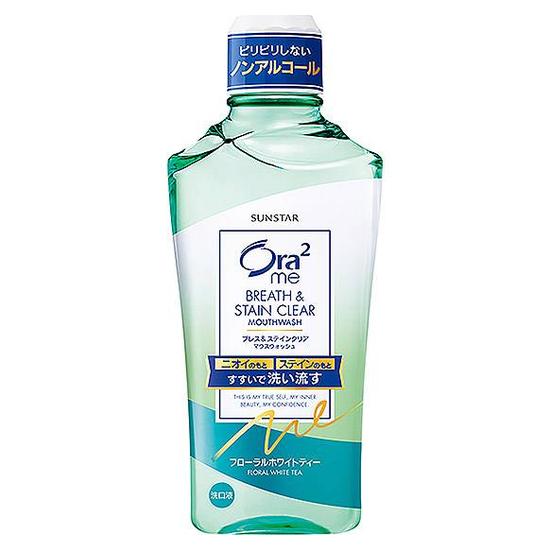 ピリピリしない
ノンアルコール
SUNSTAR
Ora²
me
BREATH &
STAIN CLEAR
MOUTHWASH
ブレス&ステインクリア
マウスウォッシュ
ニオイのもと ステインのもと
すすいで洗い流す
THIS IS MY TRUE SELF, MY INNER
BEAUTY, MY CONFIDENCE.
me
フローラルホワイトティー
FLORAL WHITE TEA
洗口液